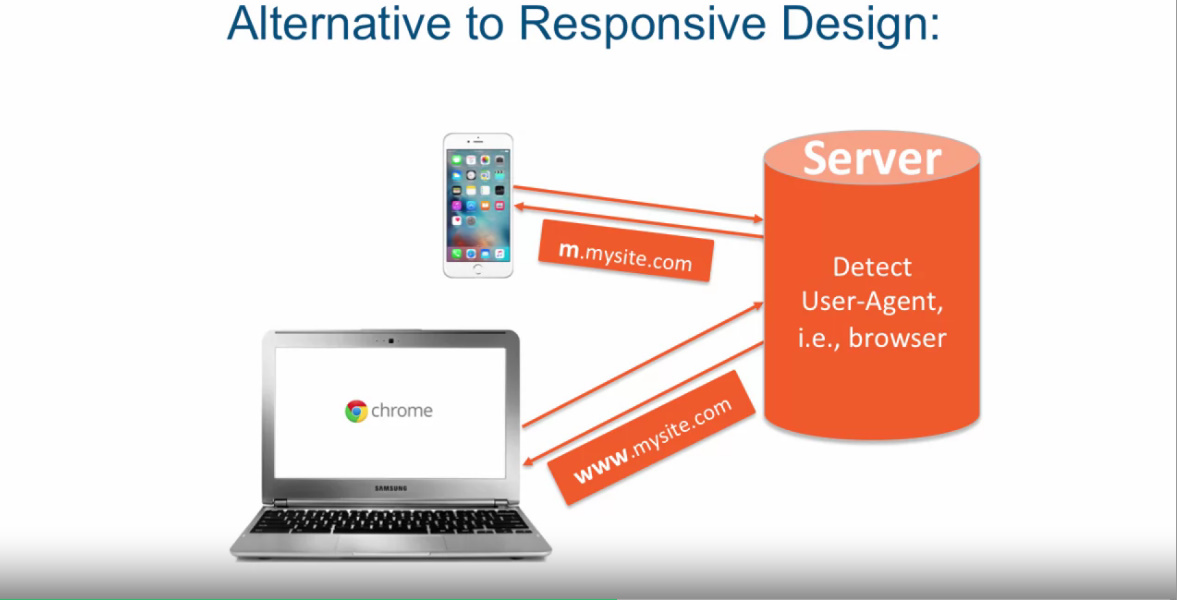 Alternative to Responsive Design:
Server
m.mysite.com
Detect
User-Agent,
i.e., browser
chrome
www.mysite.com
SAMSUNG